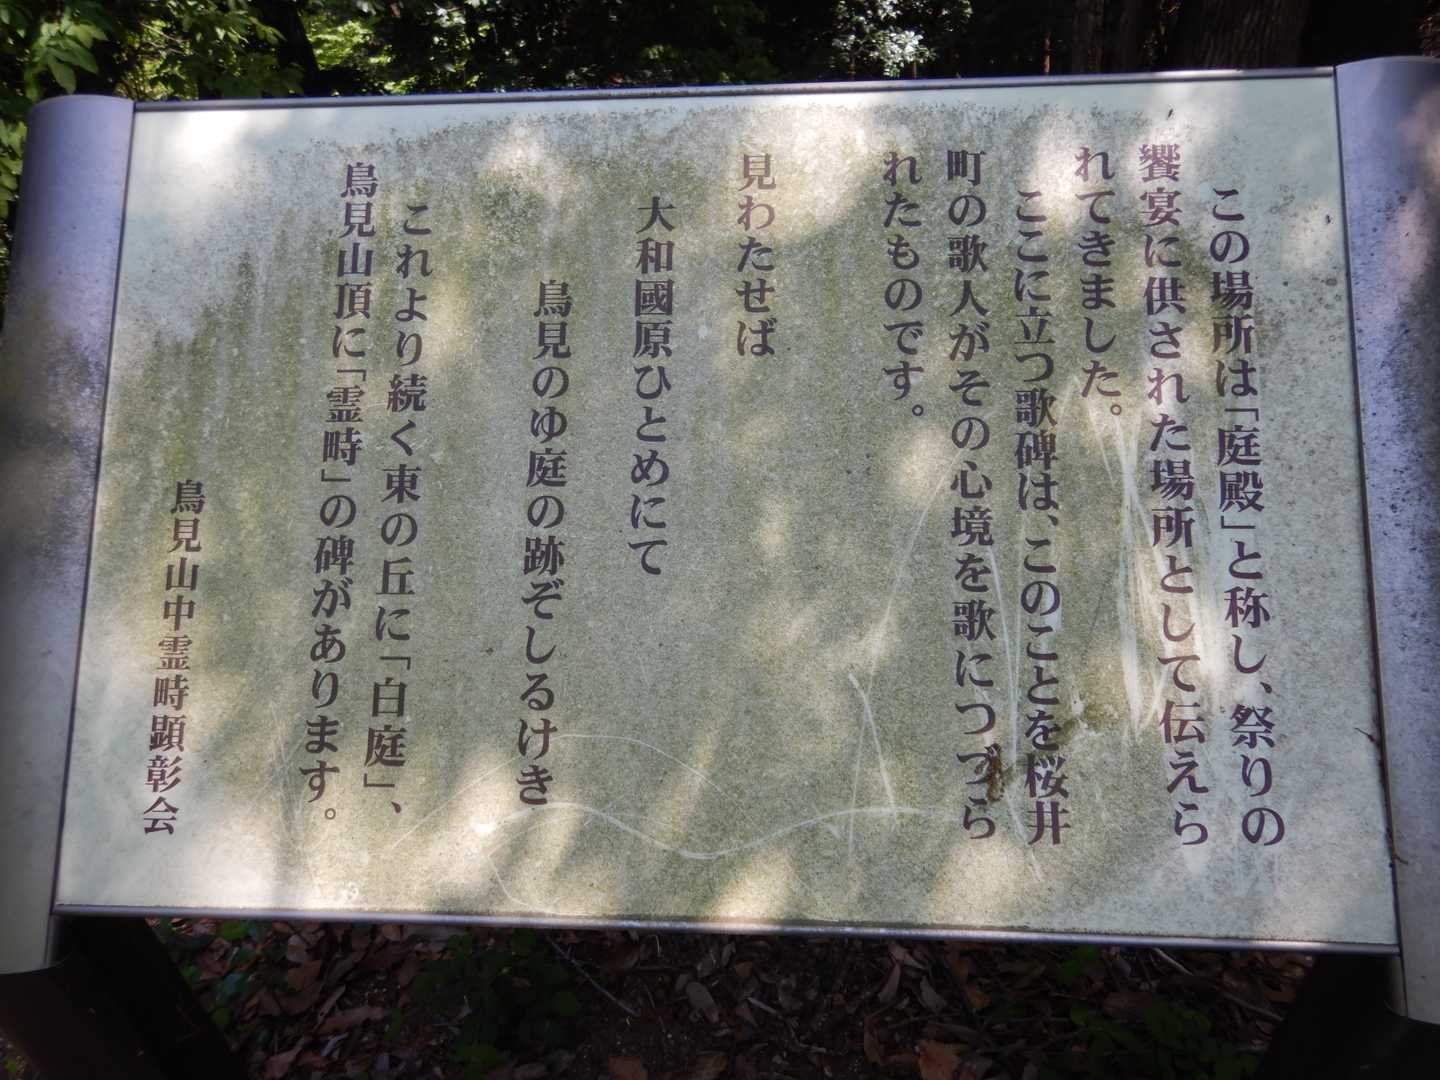 この場所は「庭殿」と称し、祭りの
饗宴に供された場所として伝えら
れてきました。
ここに立つ歌碑は、このことを桜井
町の歌人がその心境を歌につづら
れたものです。
見わたせば
大和國原ひとめにて
鳥見のゆ庭の跡ぞしるけき
これより続く東の丘に「白庭」、
鳥見山頂に「霊畤」の碑があります。
鳥見山中霊畤顕彰会